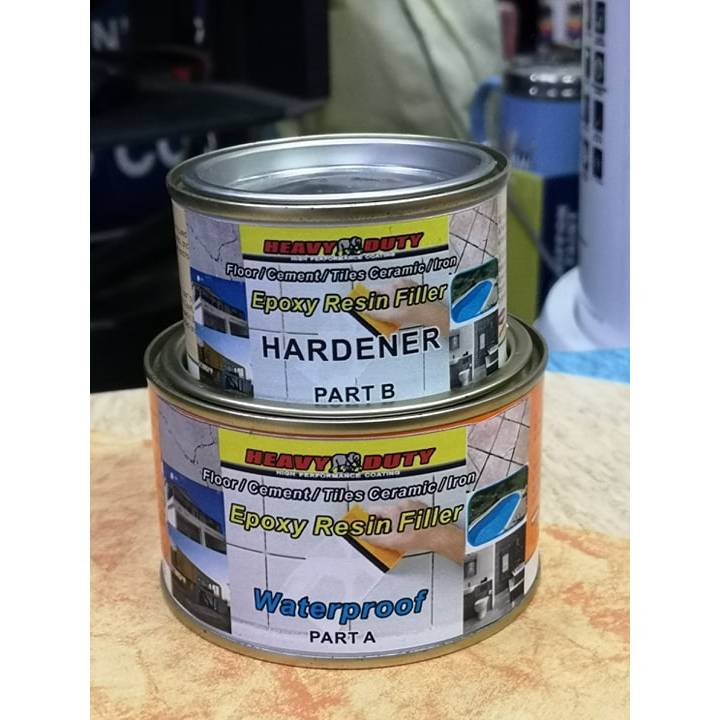 HEAVY DUTY
HIGH PERFORMANCE COATING
Floor / Cement / Tiles Ceramic / Iron
Epoxy Resin Filler
HARDENER
PART B
HEAVY DUTY
HIGH PERFORMANCE COATING
Floor / Cement / Tiles Ceramic / Iron
Epoxy Resin Filler
Waterproof
PART A